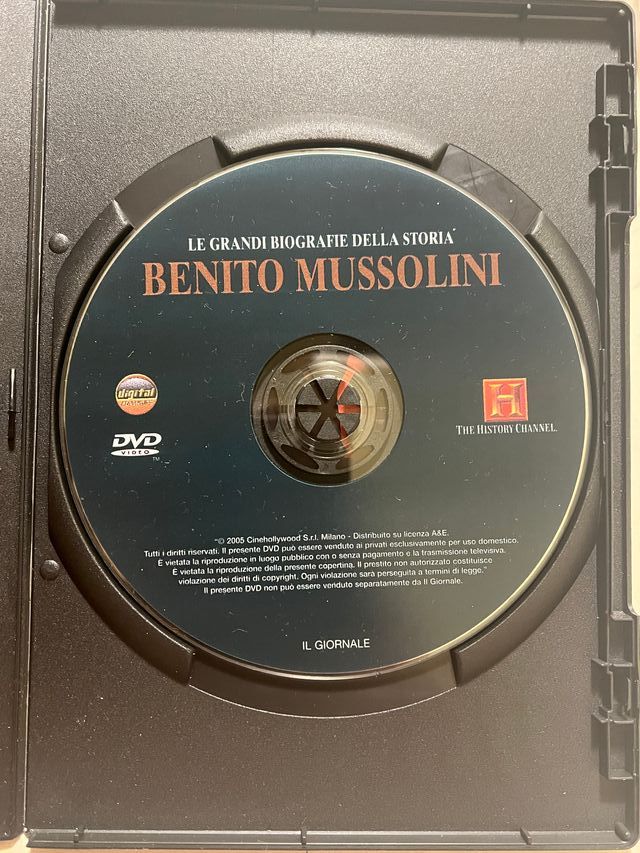 LE GRANDI BIOGRAFIE DELLA STORIA
BENITO MUSSOLINI
digital
DVD
VIDEO
TM
H
THE HISTORY CHANNEL.
"© 2005 Cinehollywood S.r.l. Milano - Distribuito su licenza A&E.
Tutti i diritti riservati. Il presente DVD può essere venduto ai privati esclusivamente per uso domestico.
È vietata la riproduzione in luogo pubblico con o senza pagamento e la trasmissione televisiva.
È vietata la riproduzione della presente copertina. Il prestito non autorizzato costituisce
violazione dei diritti di copyright. Ogni violazione sarà perseguita a termini di legge."
Il presente DVD non può essere venduto separatamente da Il Giornale.
IL GIORNALE